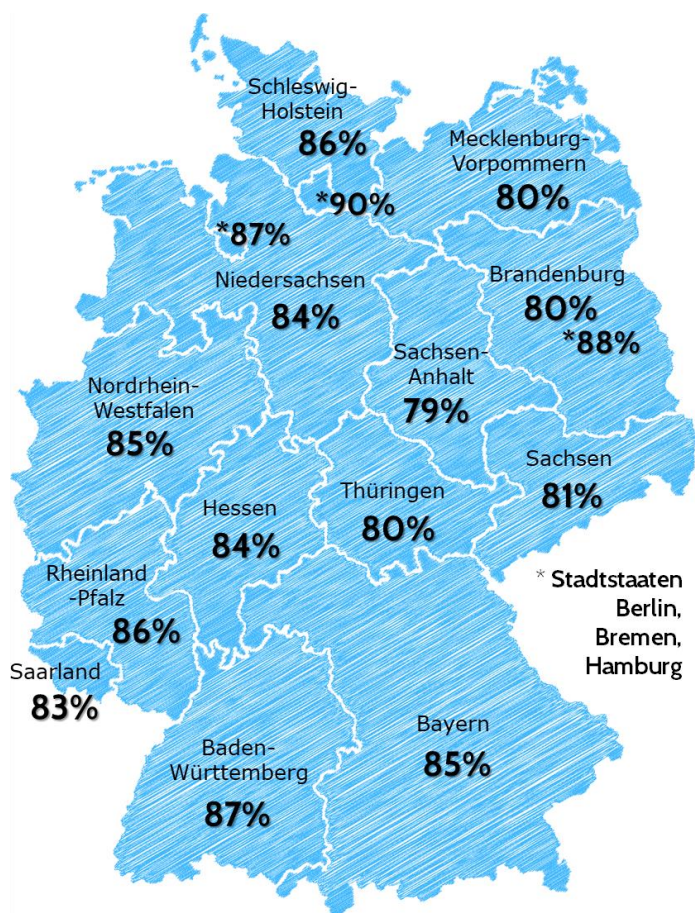 Schleswig-
Holstein
86%
Mecklenburg-
Vorpommern
80%
*90%
*87%
Niedersachsen
84%
Brandenburg
80%
*88%
Sachsen-
Anhalt
79%
Nordrhein-
Westfalen
85%
Sachsen
81%
Thüringen
80%
Hessen
84%
Rheinland
-Pfalz
86%
* Stadtstaaten
Berlin,
Bremen,
Hamburg
Saarland
83%
Bayern
85%
Baden-
Württemberg
87%